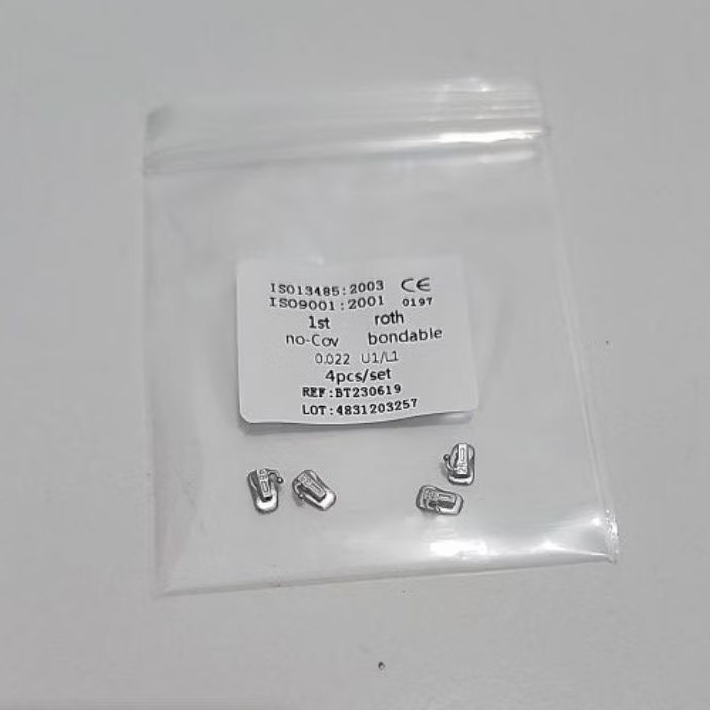 ISO13485:2003 CE
ISO9001:2001 0197
1st roth
no-Cov bondable
0.022 U1/L1
4pcs/set
REF:BT230619
LOT:4831203257